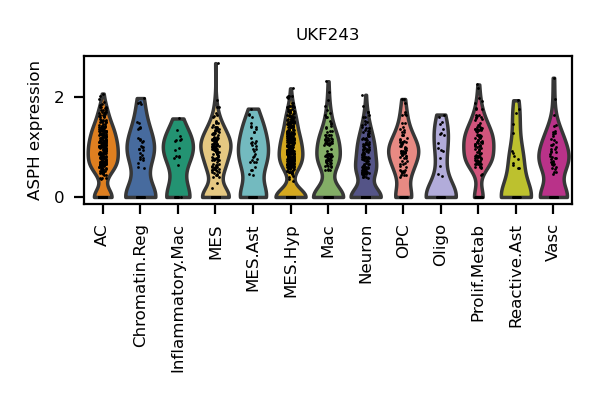 UKF243
ASPH expression
2
0
AC
Chromatin.Reg
Inflammatory.Mac
MES
MES.Ast
MES.Hyp
Mac
Neuron
OPC
Oligo
Prolif.Metab
Reactive.Ast
Vasc